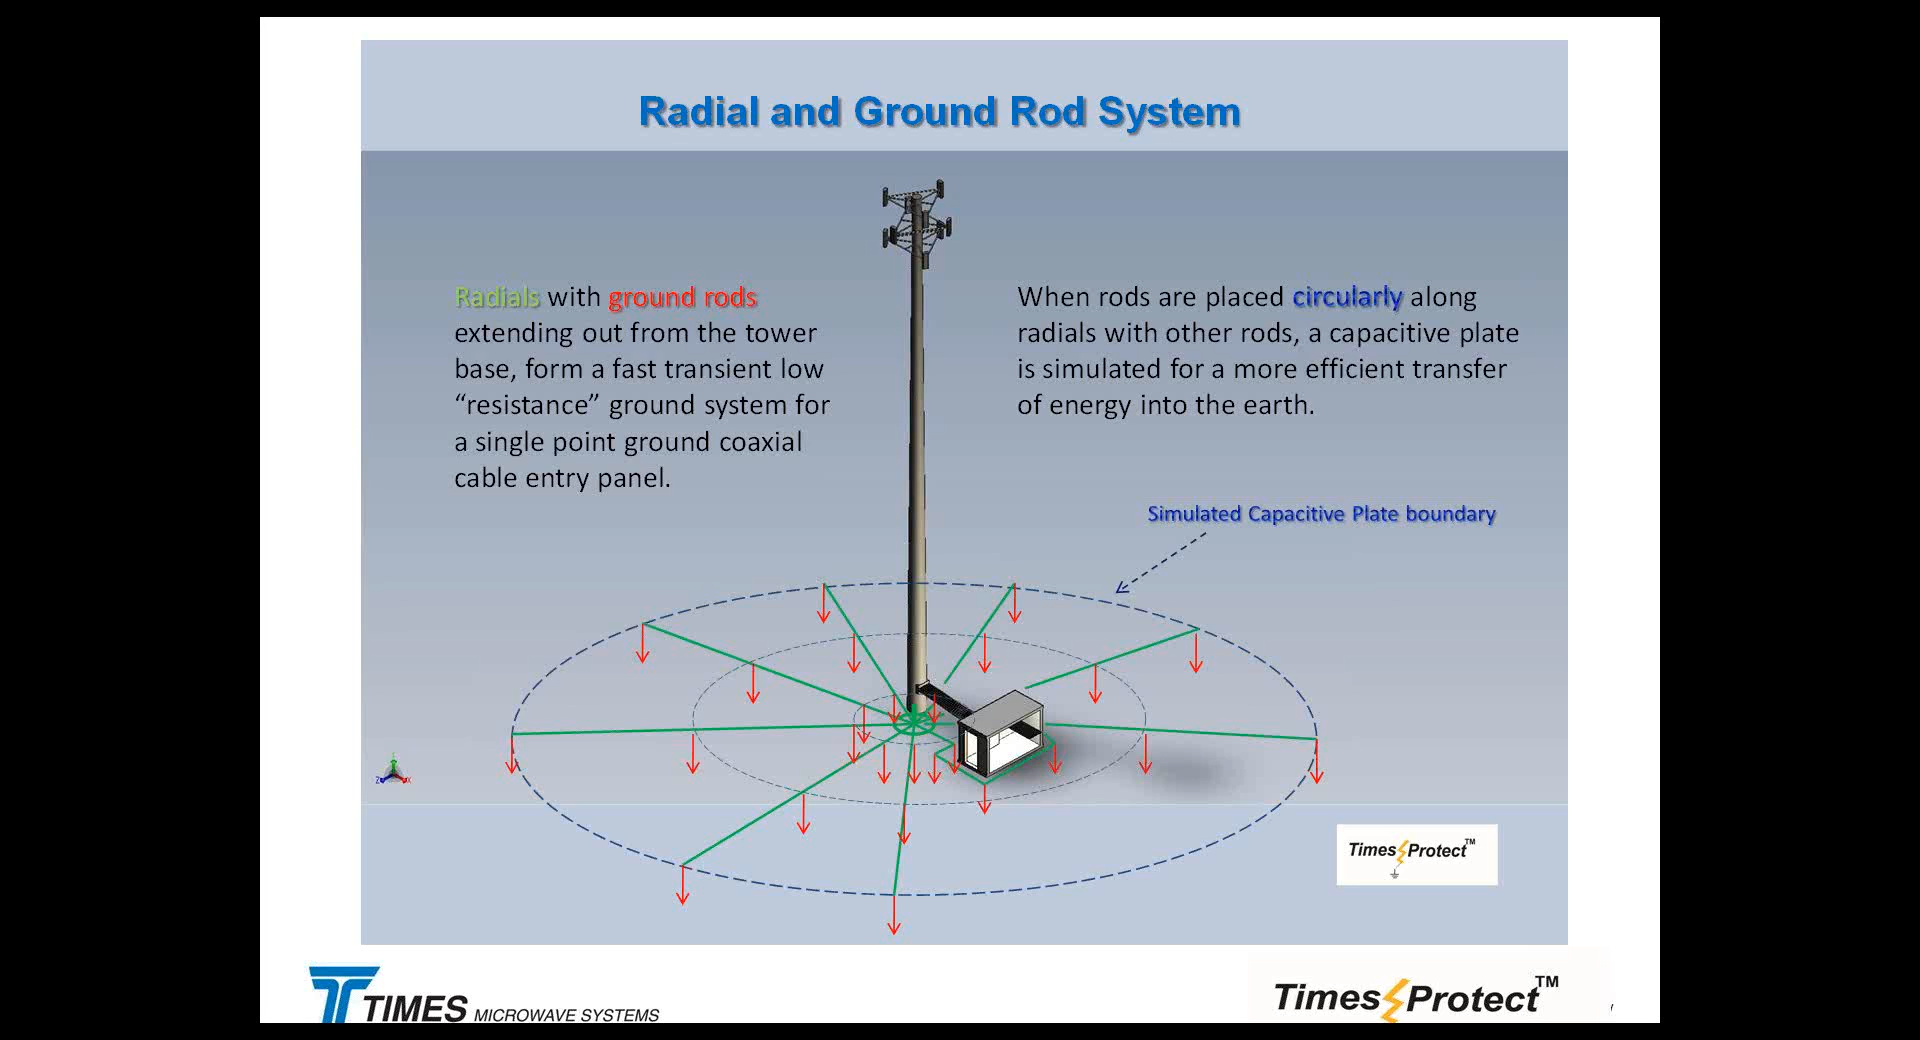 Radial and Ground Rod System
Radials with ground rods
extending out from the tower
base, form a fast transient low
“resistance” ground system for
a single point ground coaxial
cable entry panel.
When rods are placed circularly along
radials with other rods, a capacitive plate
is simulated for a more efficient transfer
of energy into the earth.
Simulated Capacitive Plate boundary
Z
X
Times Protect™
TIMES MICROWAVE SYSTEMS
Times Protect™